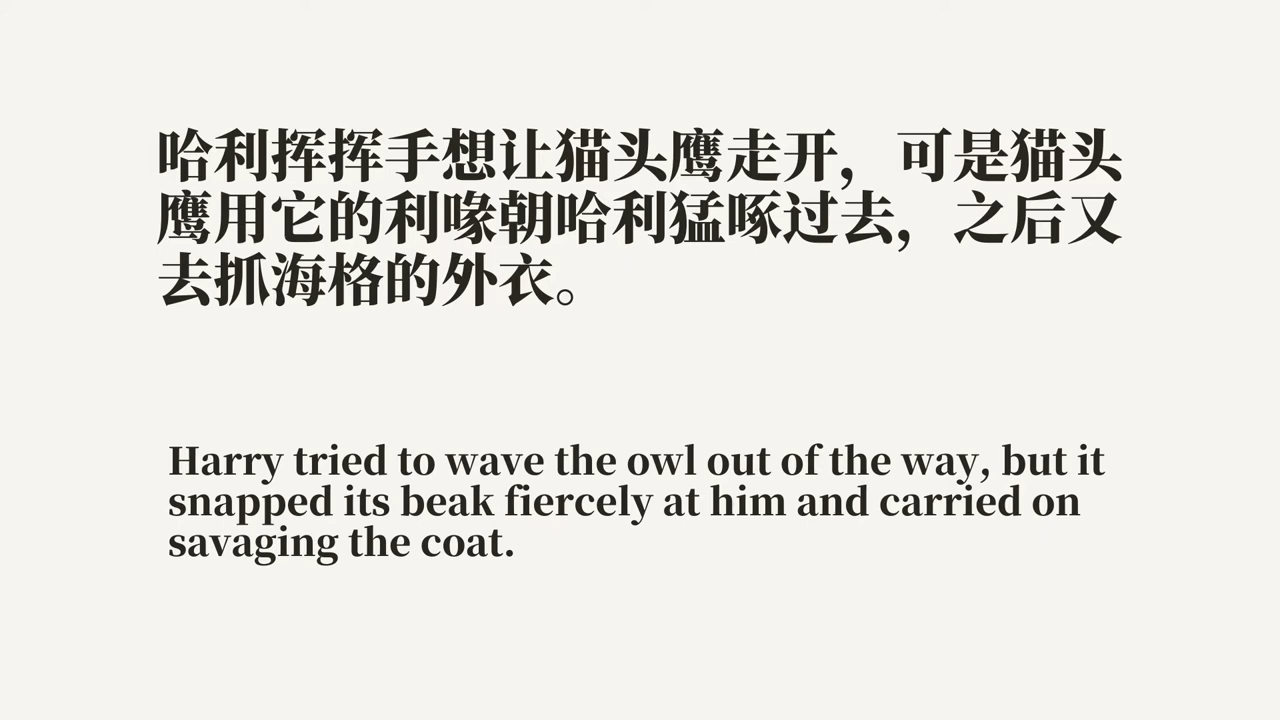 哈利挥挥手想让猫头鹰走开，可是猫头
鹰用它的利喙朝哈利猛啄过去，之后又
去抓海格的外衣。
Harry tried to wave the owl out of the way, but it
snapped its beak fiercely at him and carried on
savaging the coat.